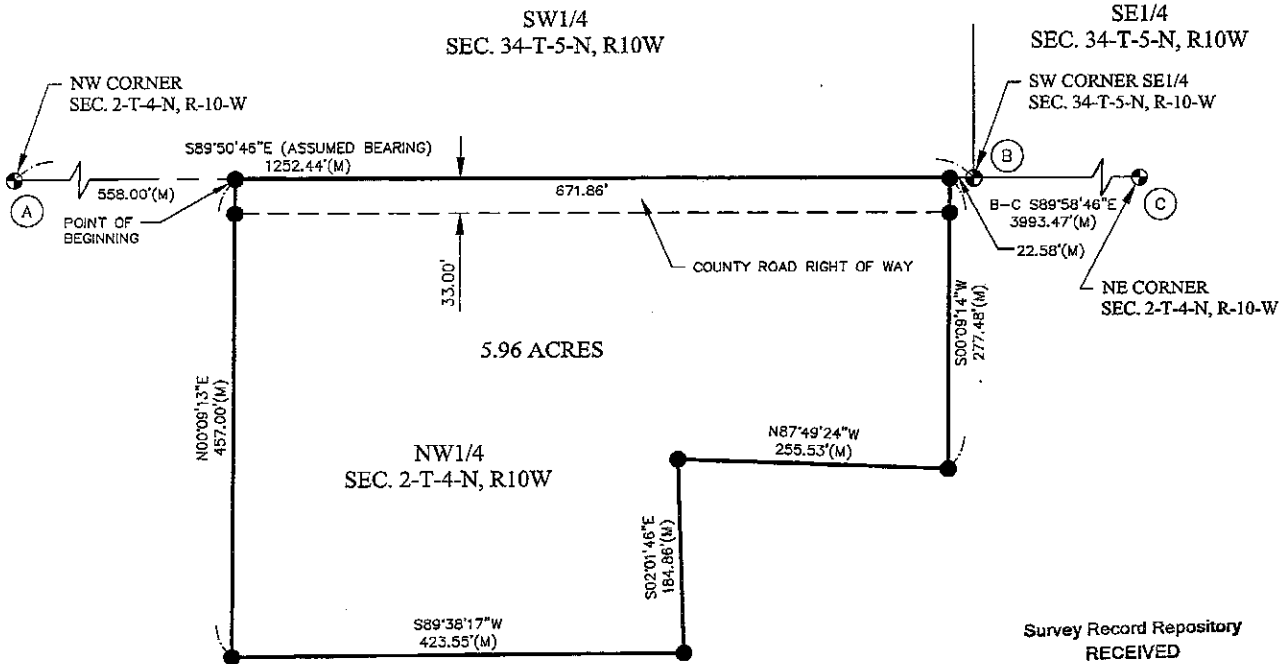 SW1/4
SEC. 34-T-5-N, R10W
SE1/4
SEC. 34-T-5-N, R10W
NW CORNER
SEC. 2-T-4-N, R-10-W
SW CORNER SE1/4
SEC. 34-T-5-N, R-10-W
S89°50'46"E (ASSUMED BEARING)
1252.44'(M)
A
558.00'(M)
POINT OF
BEGINNING
671.86'
B
C
B-C S89°58'46"E
3993.47'(M)
22.58'(M)
33.00'
COUNTY ROAD RIGHT OF WAY
NE CORNER
SEC. 2-T-4-N, R-10-W
S00°09'14"W
277.48'(M)
5.96 ACRES
N00°09'13"E
457.00'(M)
NW1/4
SEC. 2-T-4-N, R10W
N87°49'24"W
255.53'(M)
S02°01'46"E
184.86'(M)
S89°38'17"W
423.55'(M)
Survey Record Repository
RECEIVED